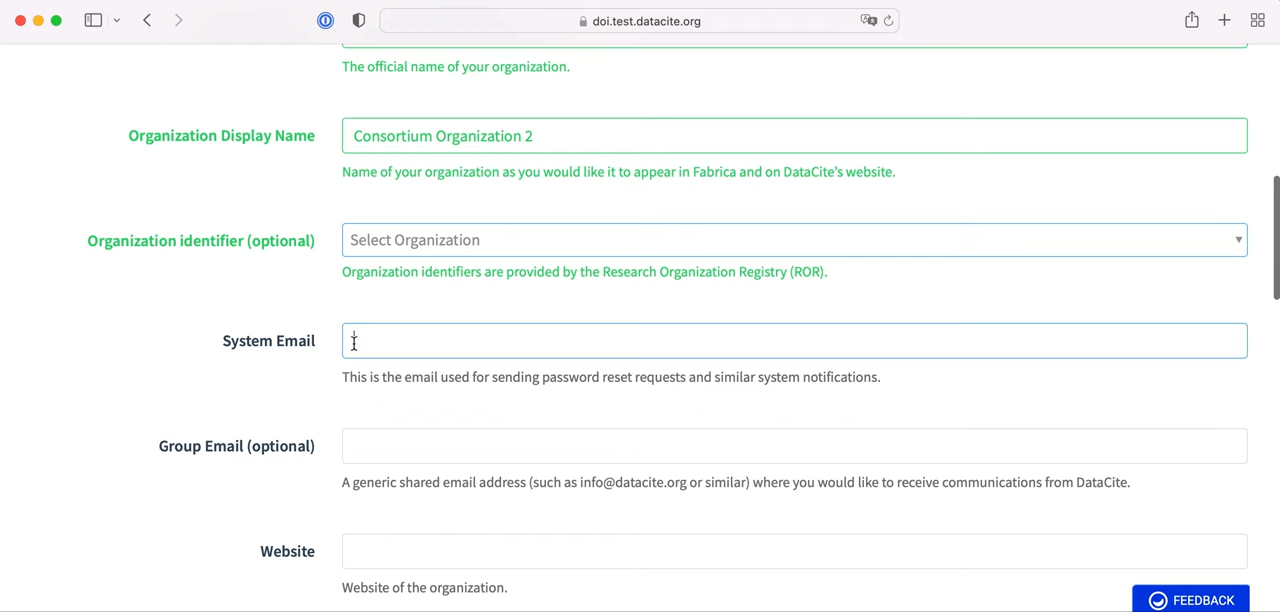 doi.test.datacite.org
The official name of your organization.
Organization Display Name
Consortium Organization 2
Name of your organization as you would like it to appear in Fabrica and on DataCite's website.
Organization identifier (optional)
Select Organization
Organization identifiers are provided by the Research Organization Registry (ROR).
System Email
This is the email used for sending password reset requests and similar system notifications.
Group Email (optional)
A generic shared email address (such as info@datacite.org or similar) where you would like to receive communications from DataCite.
Website
Website of the organization.
FEEDBACK